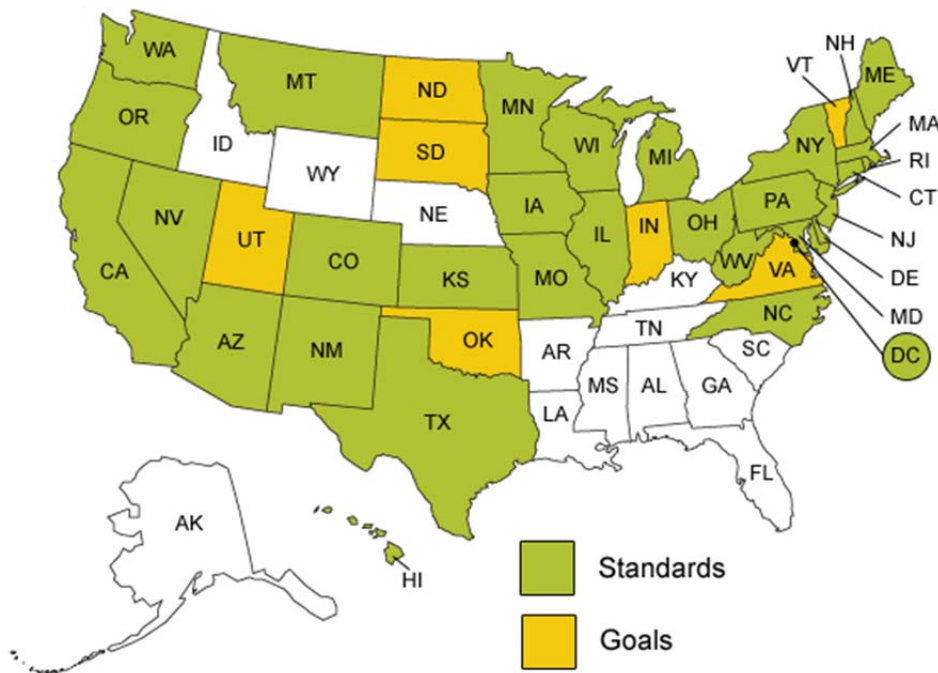 WA
MT
ND
MN
NH
VT
ME
OR
ID
SD
WI
MI
NY
MA
RI
WY
CT
NV
NE
IA
PA
NJ
UT
CO
IL
IN
OH
DE
CA
KS
MO
WV
VA
MD
KY
AZ
NM
OK
AR
TN
NC
DC
SC
TX
LA
MS
AL
GA
FL
AK
HI
Standards
Goals